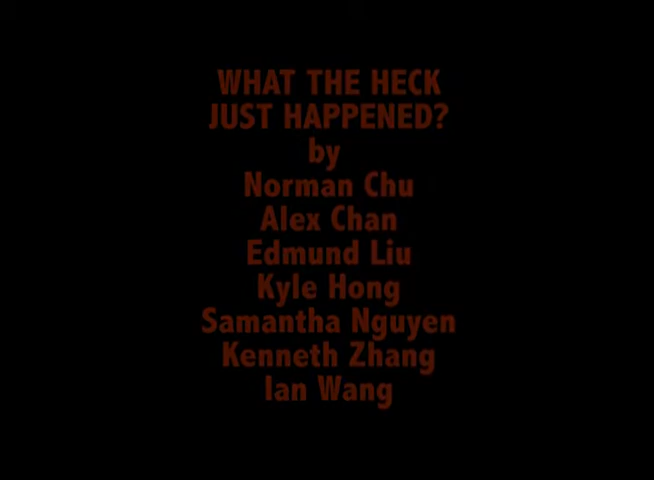 WHAT THE HECK
JUST HAPPENED?
by
Norman Chu
Alex Chan
Edmund Liu
Kyle Hong
Samantha Nguyen
Kenneth Zhang
Ian Wang